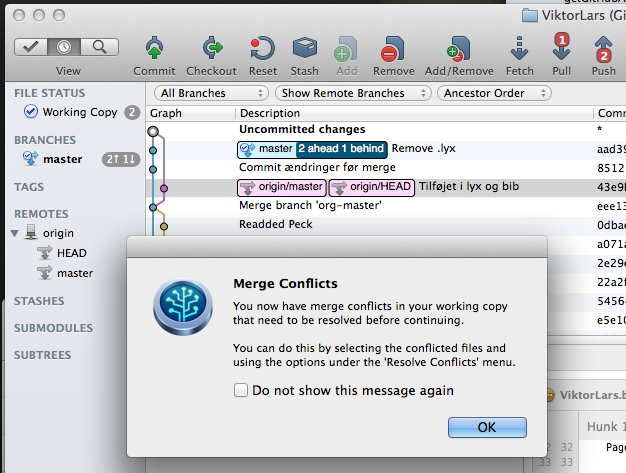 ViktorLars (Gi
View
Commit
Checkout
Reset
Stash
Add
Remove
Add/Remove
Fetch
1
Pull
2
Push
FILE STATUS
Working Copy 2
BRANCHES
master 2↑ 1↓
TAGS
REMOTES
origin
HEAD
master
STASHES
SUBMODULES
SUBTREES
All Branches
Show Remote Branches
Ancestor Order
Graph Description Comm
Uncommitted changes *
master 2 ahead 1 behind Remove .lyx aad39
Commit ændringer før merge 8512
origin/master origin/HEAD Tilføjet i lyx og bib 43e9
Merge branch 'org-master' eee13
Readded Peck 0dba
a071a
2e29
22a2f
5456
e5e10
Merge Conflicts
You now have merge conflicts in your working copy
that need to be resolved before continuing.
You can do this by selecting the conflicted files and
using the options under the 'Resolve Conflicts' menu.
Do not show this message again
OK
ViktorLars.b
Hunk 1
32 32 Page
33 33